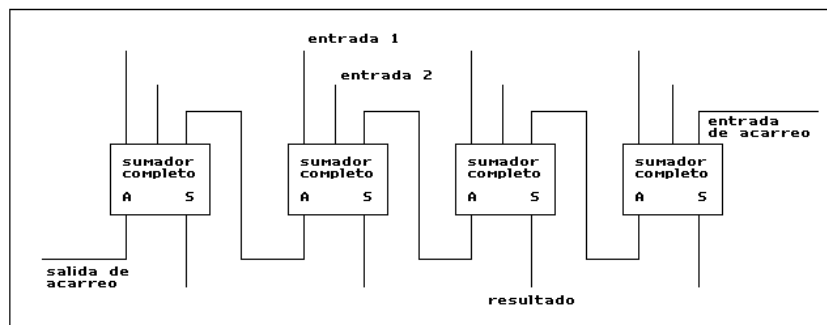 entrada 1
entrada 2
entrada
de acarreo
sumador
completo
A S
sumador
completo
A S
sumador
completo
A S
sumador
completo
A S
salida de
acarreo
resultado